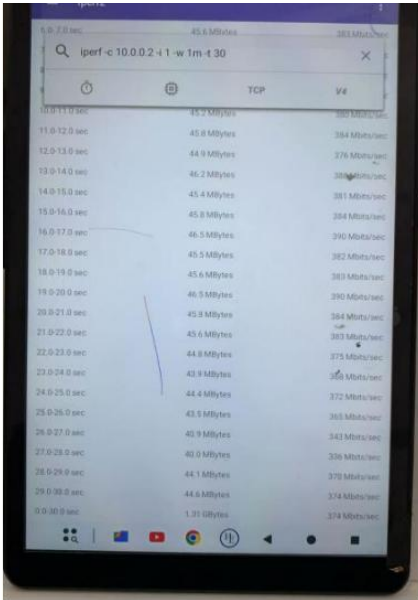 iperf2
6.0-7.0 sec 45.6 MBytes 383 Mbits/sec
iperf -c 10.0.0.2 -i 1 -w 1m -t 30
TCP V4
10.0-11.0 sec 45.2 MBytes 380 Mbits/sec
11.0-12.0 sec 45.8 MBytes 384 Mbits/sec
12.0-13.0 sec 44.9 MBytes 376 Mbits/sec
13.0-14.0 sec 46.2 MBytes Mbits/sec
14.0-15.0 sec 45.4 MBytes 381 Mbits/sec
15.0-16.0 sec 45.8 MBytes 384 Mbits/sec
16.0-17.0 sec 46.5 MBytes 390 Mbits/sec
17.0-18.0 sec 45.5 MBytes 382 Mbits/sec
18.0-19.0 sec 45.6 MBytes 383 Mbits/sec
19.0-20.0 sec 46.5 MBytes 390 Mbits/sec
20.0-21.0 sec 45.8 MBytes 384 Mbits/sec
21.0-22.0 sec 45.6 MBytes 383 Mbits/sec
22.0-23.0 sec 44.8 MBytes 375 Mbits/sec
23.0-24.0 sec 43.9 MBytes 368 Mbits/sec
24.0-25.0 sec 44.4 MBytes 372 Mbits/sec
25.0-26.0 sec 43.5 MBytes 365 Mbits/sec
26.0-27.0 sec 40.9 MBytes 343 Mbits/sec
27.0-28.0 sec 40.0 MBytes 336 Mbits/sec
28.0-29.0 sec 44.1 MBytes 370 Mbits/sec
29.0-30.0 sec 44.6 MBytes 374 Mbits/sec
0.0-30.0 sec 1.31 GBytes 374 Mbits/sec